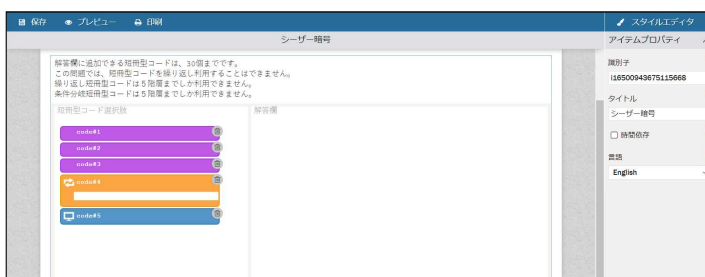 保存 プレビュー 印刷 スタイルエディタ
シーザー暗号 アイテムプロパティ
解答欄に追加できる短冊型コードは、30個までです。
この問題では、短冊型コードを繰り返し利用することはできません。
繰り返し短冊型コードは5階層までしか利用できません。
条件分岐短冊型コードは5階層までしか利用できません。
短冊型コード選択肢 解答欄
code#1
code#2
code#3
code#4
code#5
識別子
i16500943675115668
タイトル
シーザー暗号
時間依存
言語
English